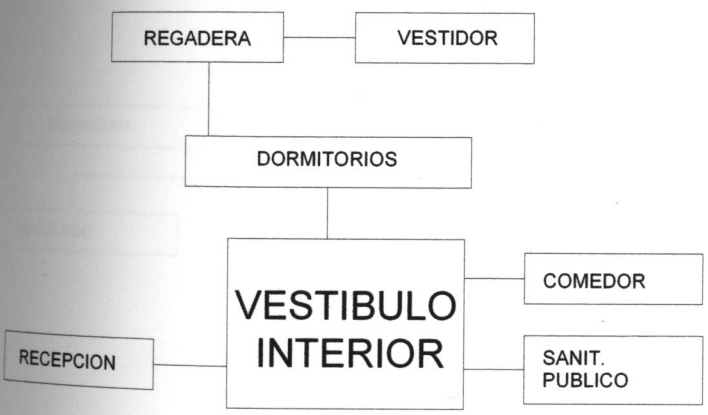 REGADERA
VESTIDOR
DORMITORIOS
VESTIBULO
INTERIOR
COMEDOR
RECEPCION
SANIT.
PUBLICO